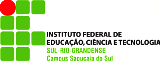 INSTITUTO FEDERAL DE
EDUCAÇÃO, CIÊNCIA E TECNOLOGIA
SUL-RIO-GRANDENSE
Campus Sapucaia do Sul